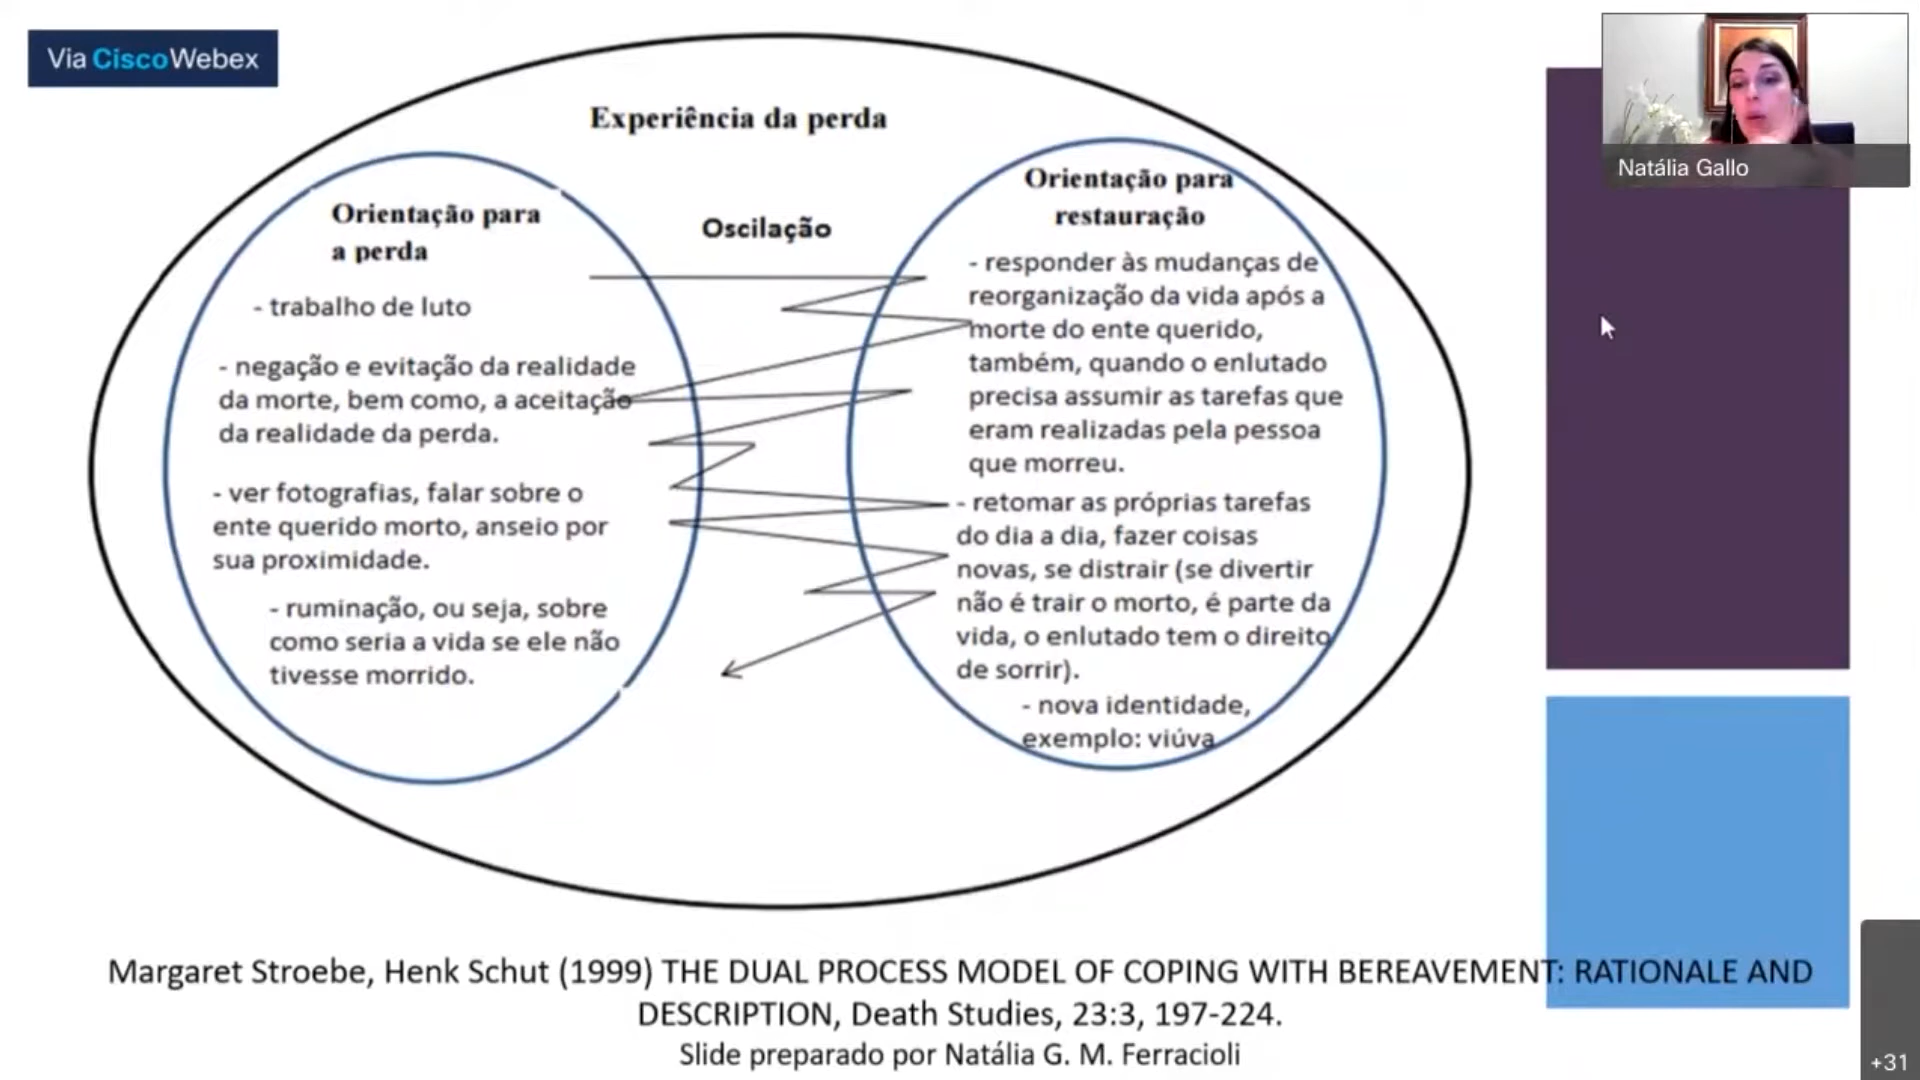 Via CiscoWebex
Natália Gallo
Experiência da perda
Orientação para
a perda
- trabalho de luto
- negação e evitação da realidade
da morte, bem como, a aceitação
da realidade da perda.
- ver fotografias, falar sobre o
ente querido morto, anseio por
sua proximidade.
- ruminação, ou seja, sobre
como seria a vida se ele não
tivesse morrido.
Oscilação
Orientação para
restauração
- responder às mudanças de
reorganização da vida após a
morte do ente querido,
também, quando o enlutado
precisa assumir as tarefas que
eram realizadas pela pessoa
que morreu.
- retomar as próprias tarefas
do dia a dia, fazer coisas
novas, se distrair (se divertir
não é trair o morto, é parte da
vida, o enlutado tem o direito
de sorrir).
- nova identidade,
exemplo: viúva
Margaret Stroebe, Henk Schut (1999) THE DUAL PROCESS MODEL OF COPING WITH BEREAVEMENT: RATIONALE AND
DESCRIPTION, Death Studies, 23:3, 197-224.
Slide preparado por Natália G. M. Ferracioli
+31